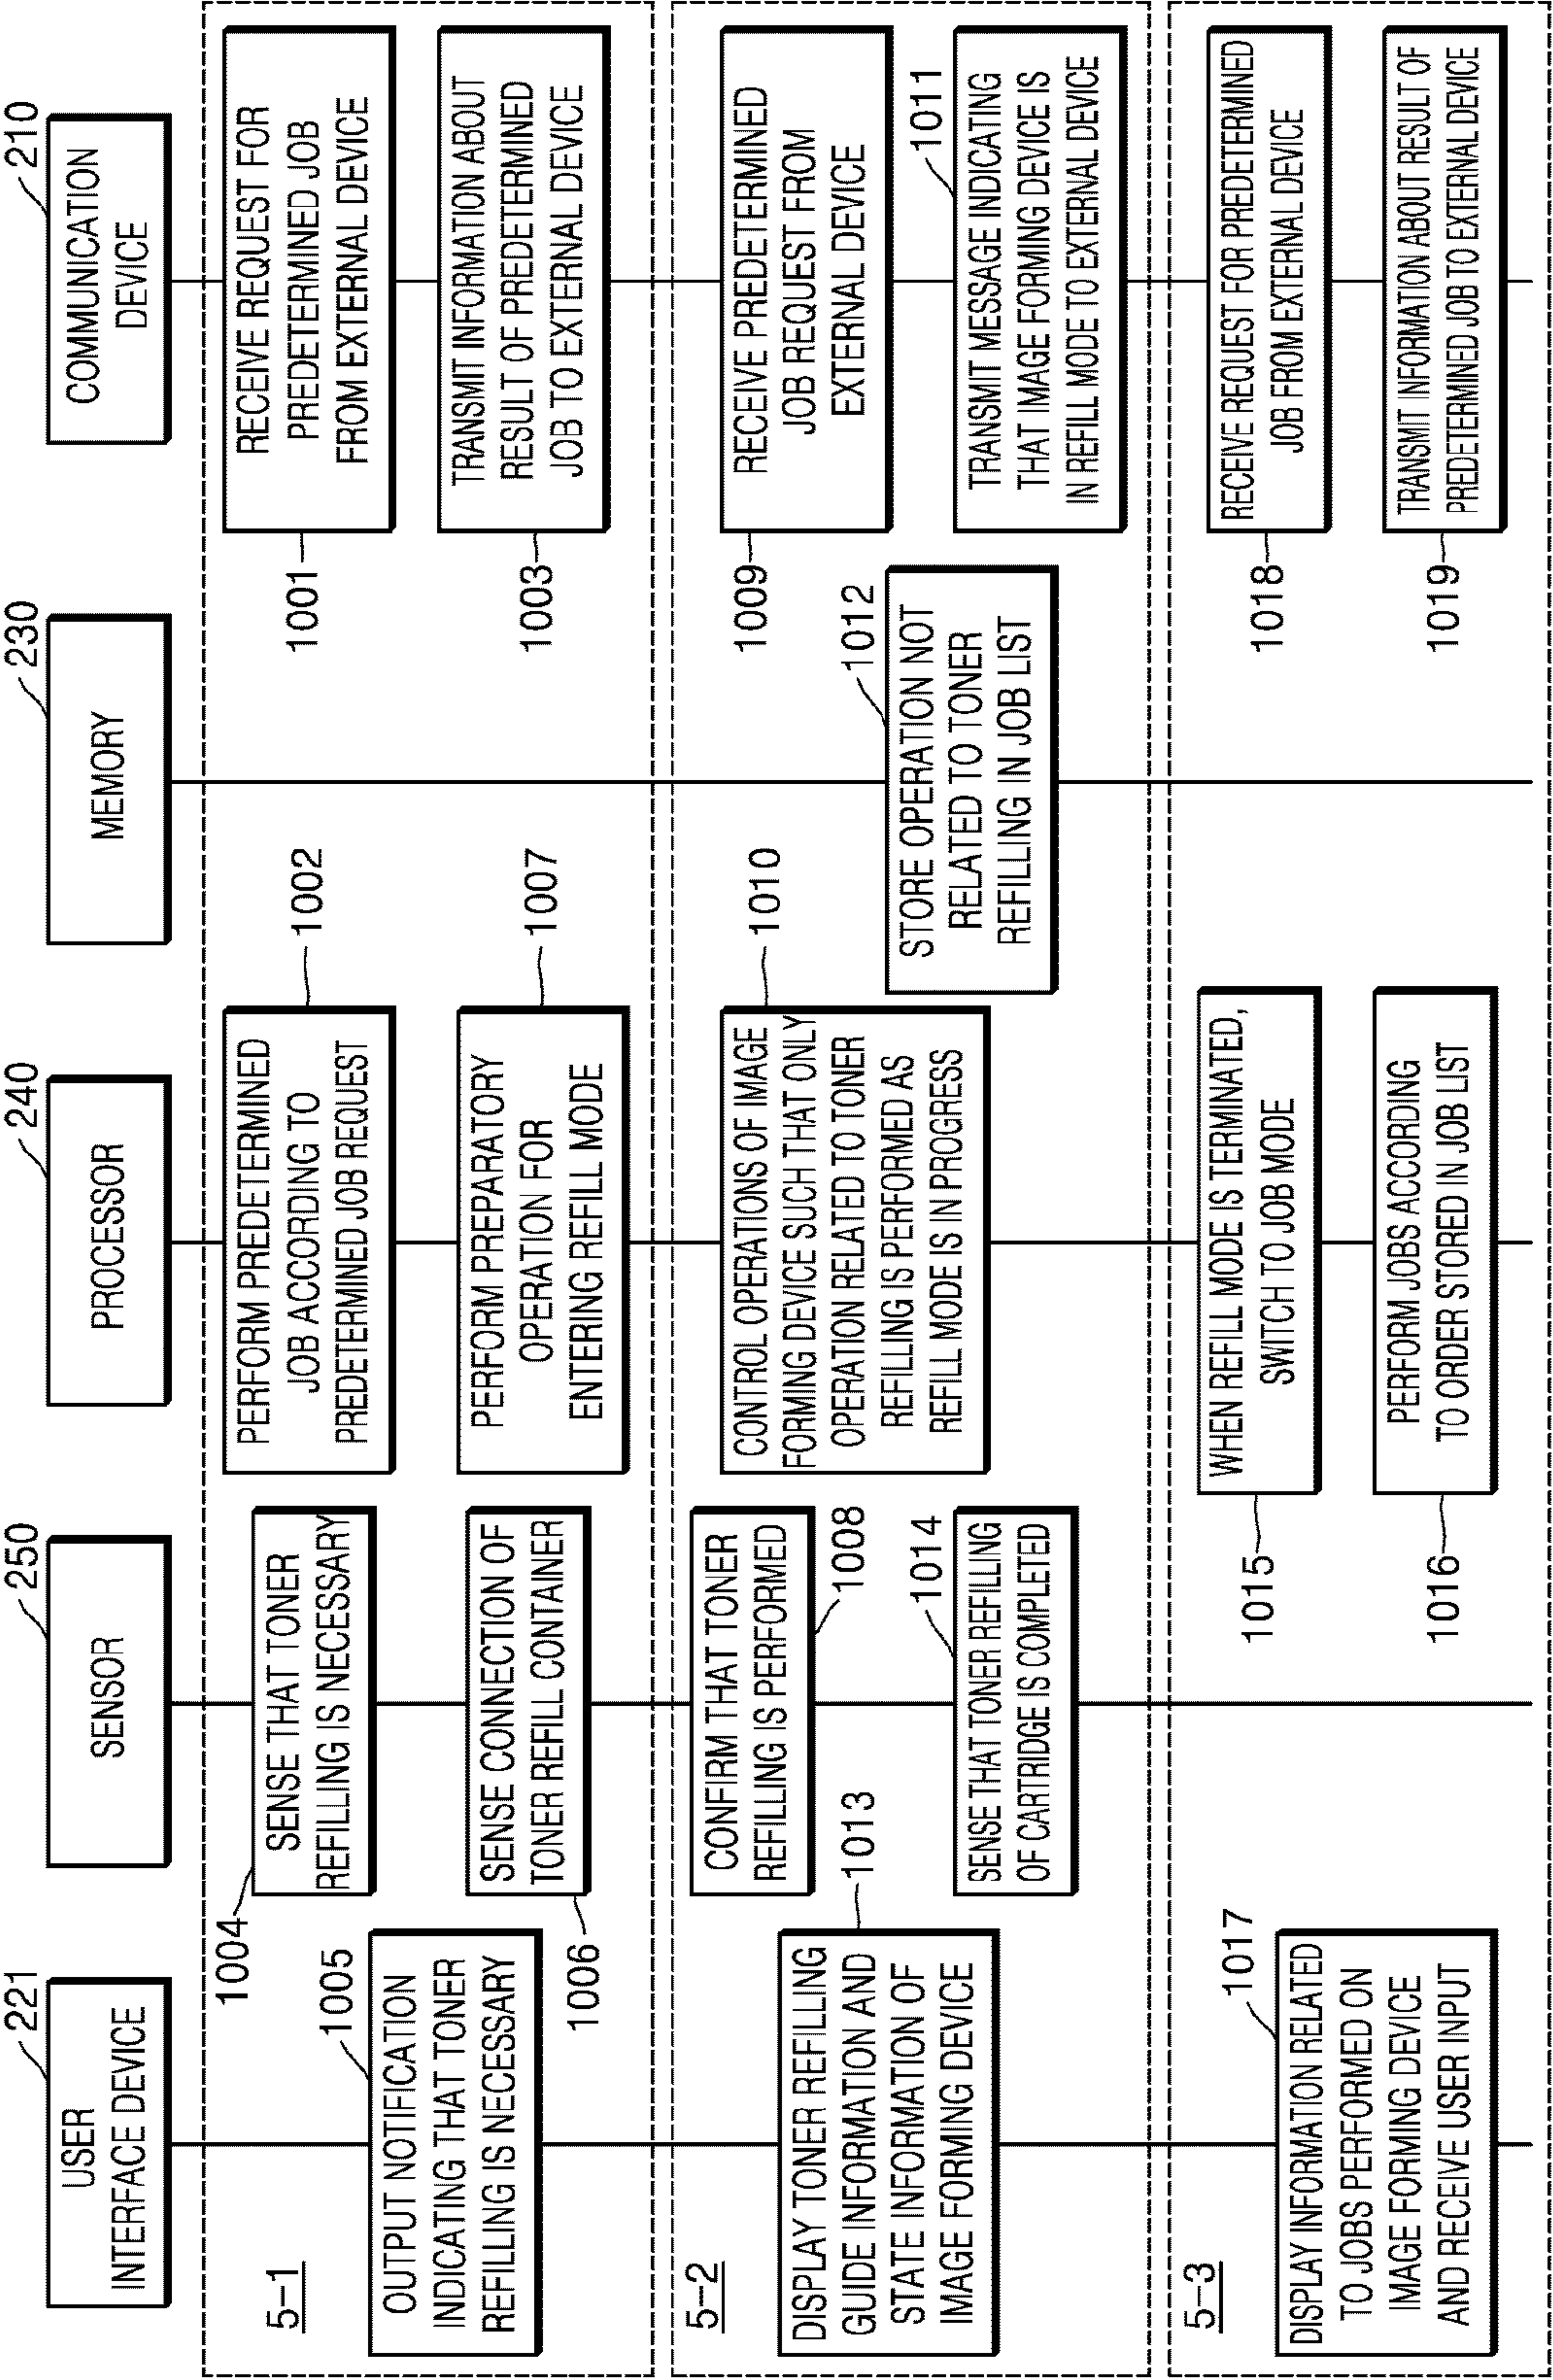 221
USER
INTERFACE DEVICE
250
SENSOR
240
PROCESSOR
230
MEMORY
210
COMMUNICATION
DEVICE
5-1
1004
SENSE THAT TONER
REFILLING IS NECESSARY
1005
OUTPUT NOTIFICATION
INDICATING THAT TONER
REFILLING IS NECESSARY
SENSE CONNECTION OF
TONER REFILL CONTAINER
1006
PERFORM PREDETERMINED
JOB ACCORDING TO
PREDETERMINED JOB REQUEST
1002
PERFORM PREPARATORY
OPERATION FOR
ENTERING REFILL MODE
1007
1001
RECEIVE REQUEST FOR
PREDETERMINED JOB
FROM EXTERNAL DEVICE
1003
TRANSMIT INFORMATION ABOUT
RESULT OF PREDETERMINED
JOB TO EXTERNAL DEVICE
5-2
DISPLAY TONER REFILLING
GUIDE INFORMATION AND
STATE INFORMATION OF
IMAGE FORMING DEVICE
1013
CONFIRM THAT TONER
REFILLING IS PERFORMED
1008
1014
SENSE THAT TONER REFILLING
OF CARTRIDGE IS COMPLETED
1010
CONTROL OPERATIONS OF IMAGE
FORMING DEVICE SUCH THAT ONLY
OPERATION RELATED TO TONER
REFILLING IS PERFORMED AS
REFILL MODE IS IN PROGRESS
1012
STORE OPERATION NOT
RELATED TO TONER
REFILLING IN JOB LIST
1009
RECEIVE PREDETERMINED
JOB REQUEST FROM
EXTERNAL DEVICE
1011
TRANSMIT MESSAGE INDICATING
THAT IMAGE FORMING DEVICE IS
IN REFILL MODE TO EXTERNAL DEVICE
5-3
1017
DISPLAY INFORMATION RELATED
TO JOBS PERFORMED ON
IMAGE FORMING DEVICE
AND RECEIVE USER INPUT
1015
WHEN REFILL MODE IS TERMINATED,
SWITCH TO JOB MODE
1016
PERFORM JOBS ACCORDING
TO ORDER STORED IN JOB LIST
1018
RECEIVE REQUEST FOR PREDETERMINED
JOB FROM EXTERNAL DEVICE
1019
TRANSMIT INFORMATION ABOUT RESULT OF
PREDETERMINED JOB TO EXTERNAL DEVICE